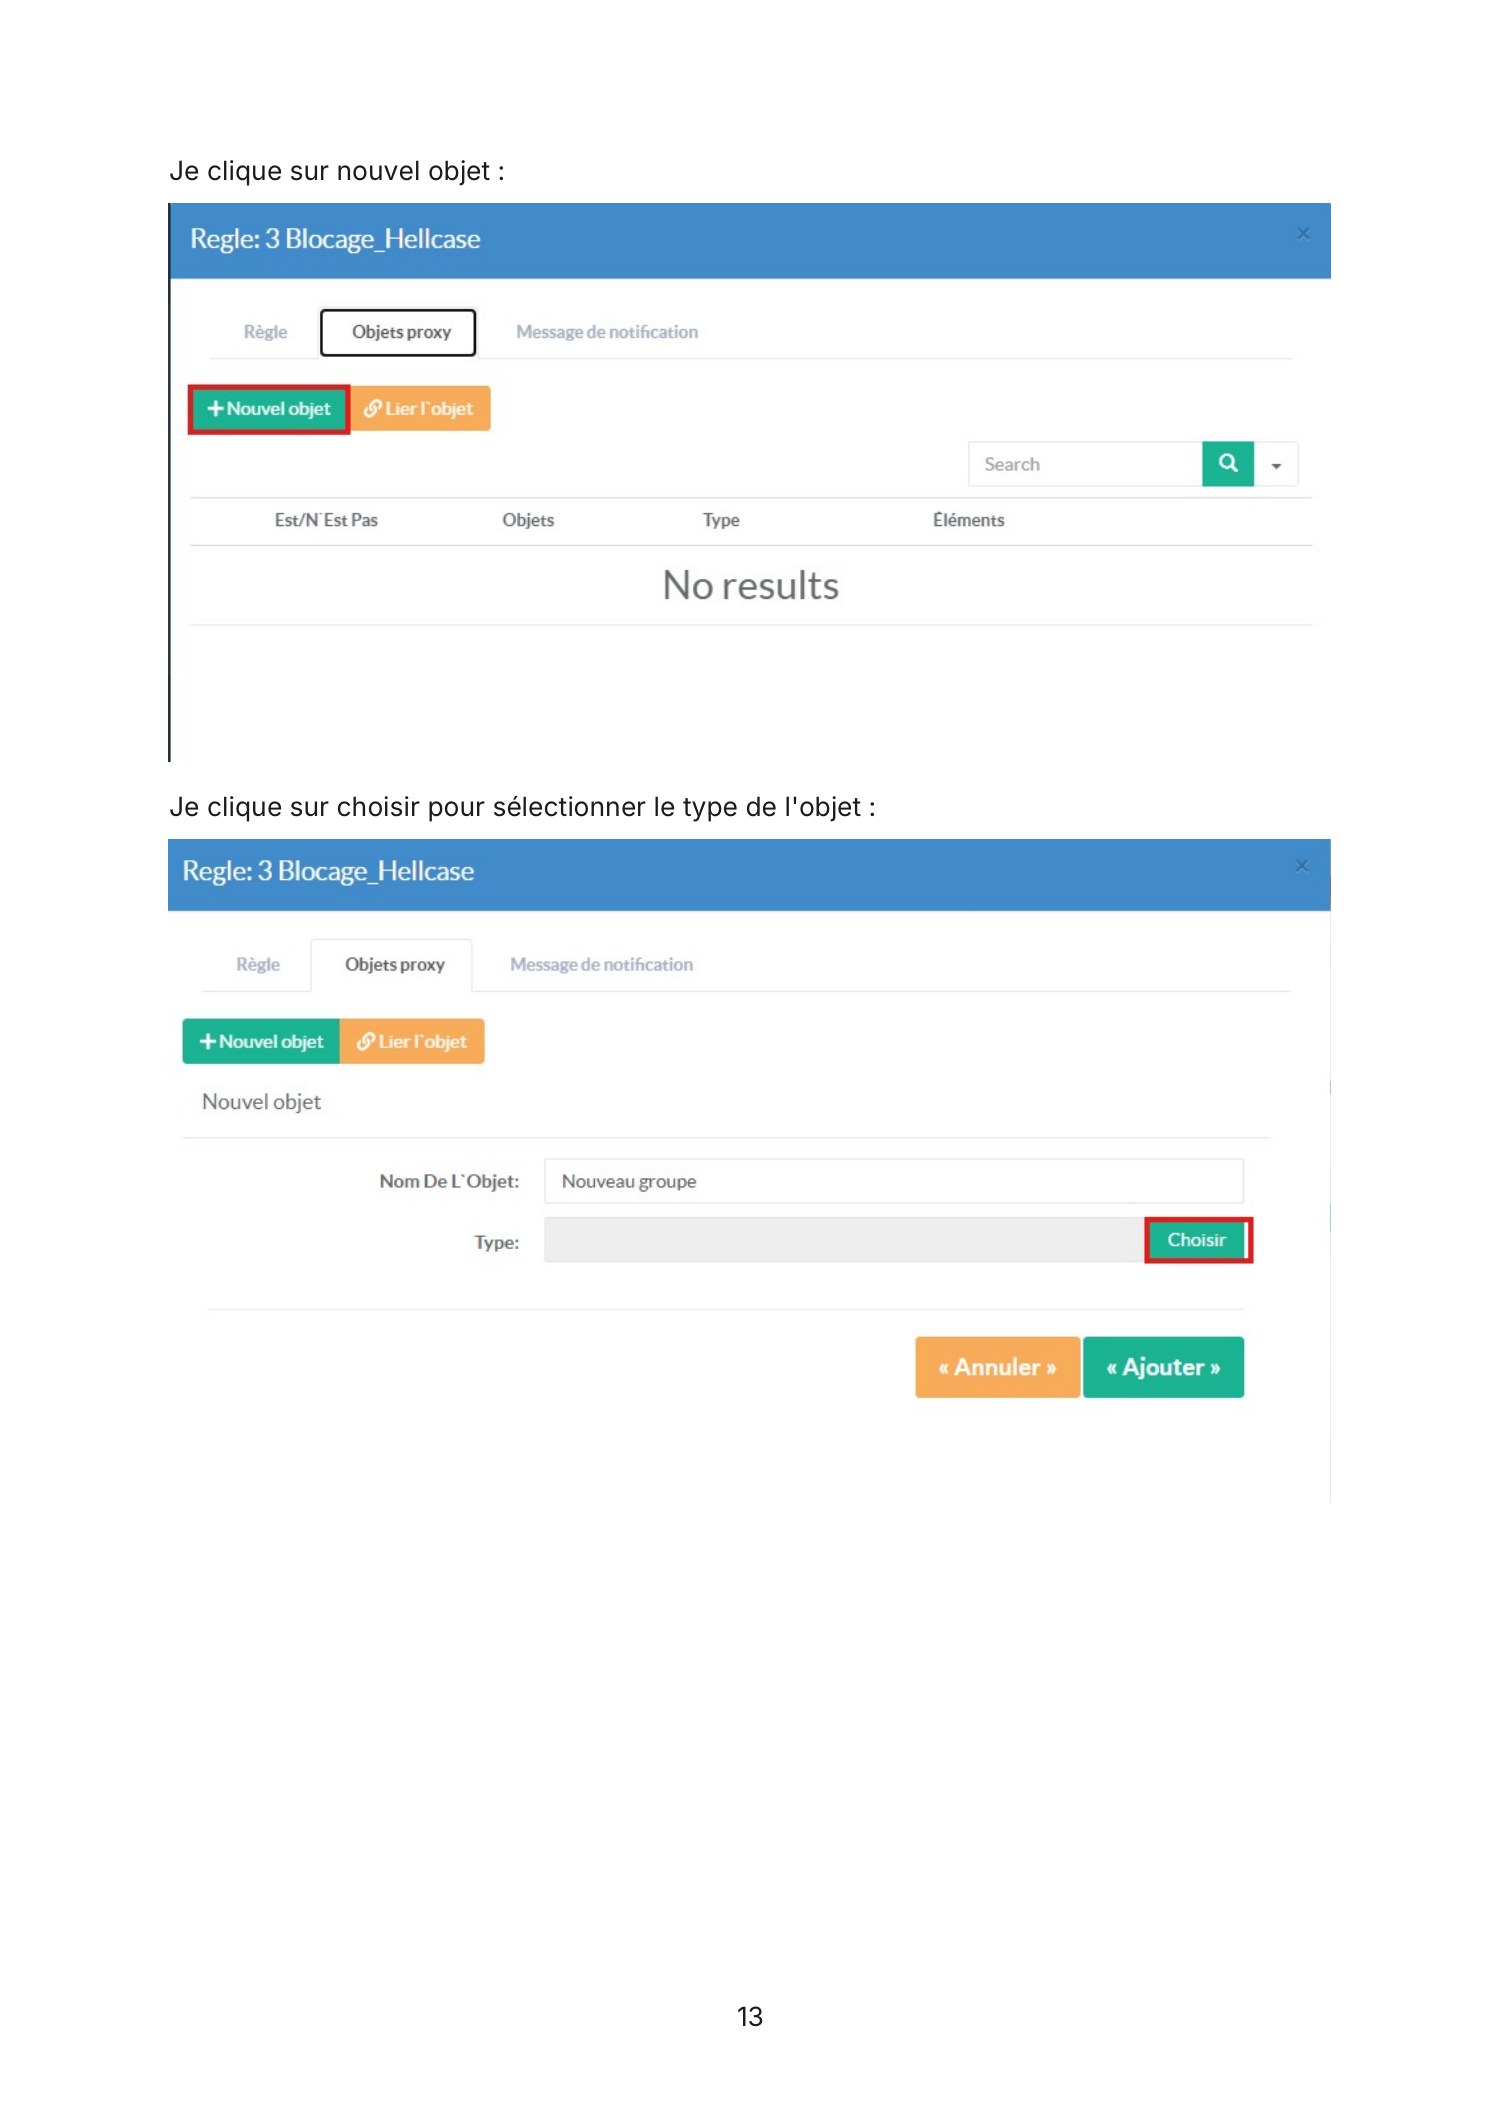 Je clique sur nouvel objet :
Regle: 3 Blocage_Hellcase
×
Règle Objets proxy Message de notification
+ Nouvel objet Lier l`objet
Search
Est/N`Est Pas Objets Type Éléments
No results
Je clique sur choisir pour sélectionner le type de l'objet :
Regle: 3 Blocage_Hellcase
×
Règle Objets proxy Message de notification
+ Nouvel objet Lier l`objet
Nouvel objet
Nom De L`Objet: Nouveau groupe
Type: Choisir
« Annuler » « Ajouter »
13